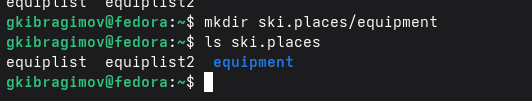 equiplist  equiplist2
gkibragimov@fedora:~$ mkdir ski.places/equipment
gkibragimov@fedora:~$ ls ski.places
equiplist  equiplist2  equipment
gkibragimov@fedora:~$